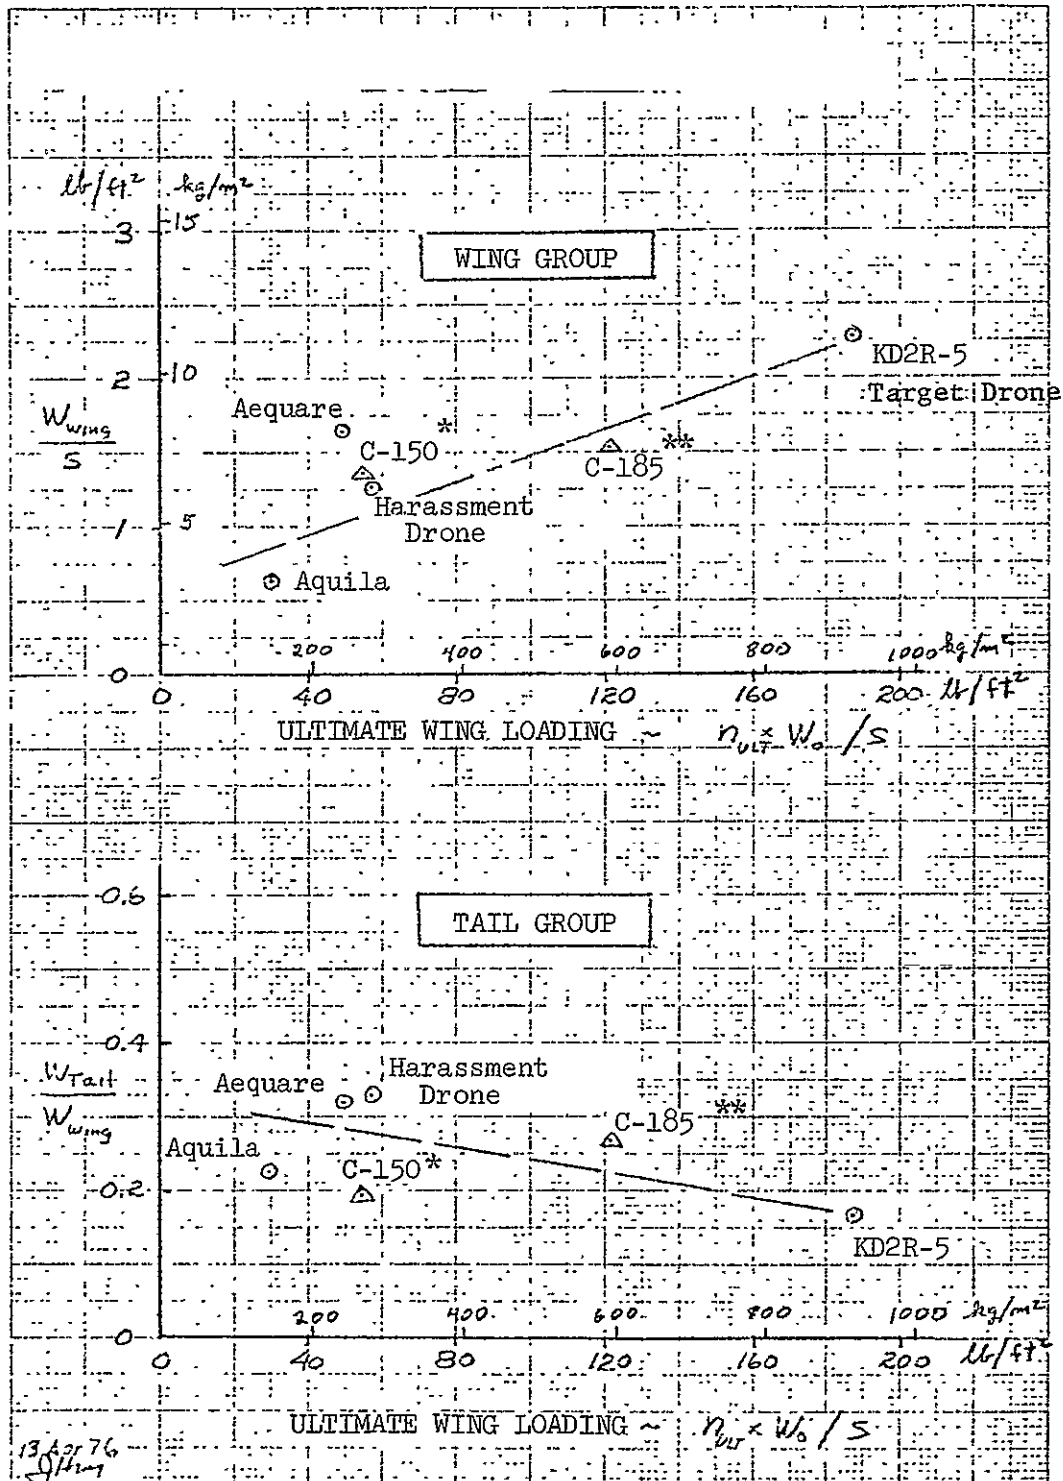 lb/ft² kg/m²
3 15
WING GROUP
KD2R-5
2 10
Target Drone
Aequare
*
W_wing
S
C-150
**
C-185
1 5
Harassment
Drone
Aquila
200 400 600 800 1000 kg/m²
0
0 40 80 120 160 200 lb/ft²
ULTIMATE WING LOADING ~ n_ULT × W_o / S
0.6
TAIL GROUP
0.4
W_Tail
W_wing
Harassment
Drone
Aequare
**
C-185
Aquila
C-150*
0.2
KD2R-5
200 400 600 800 1000 kg/m²
0
0 40 80 120 160 200 lb/ft²
ULTIMATE WING LOADING ~ n_ULT × W_o / S
13 Apr 76